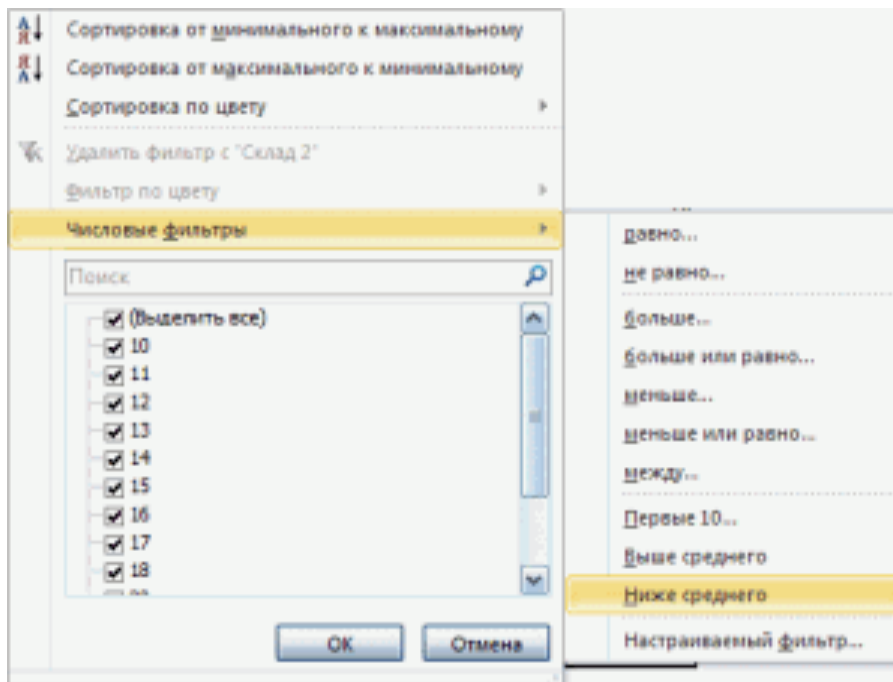 Сортировка от минимального к максимальному
Сортировка от максимального к минимальному
Сортировка по цвету
Удалить фильтр с "Склад 2"
Фильтр по цвету
Числовые фильтры
Поиск
(Выделить все)
10
11
12
13
14
15
16
17
18
ОК
Отмена
равно...
не равно...
больше...
больше или равно...
меньше...
меньше или равно...
между...
Первые 10...
Выше среднего
Ниже среднего
Настраиваемый фильтр...